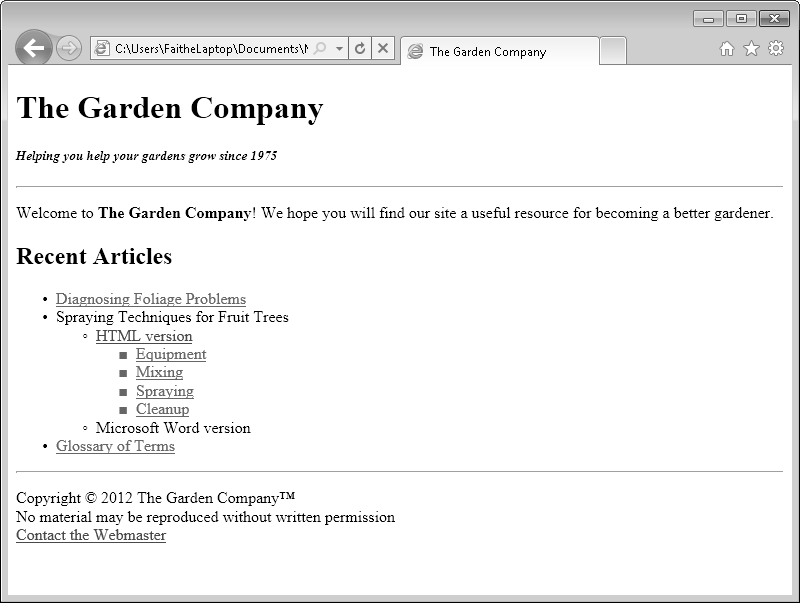 C:\Users\FaitheLaptop\Documents\
The Garden Company
The Garden Company
Helping you help your gardens grow since 1975
Welcome to The Garden Company! We hope you will find our site a useful resource for becoming a better gardener.
Recent Articles
• Diagnosing Foliage Problems
• Spraying Techniques for Fruit Trees
◦ HTML version
▪ Equipment
▪ Mixing
▪ Spraying
▪ Cleanup
◦ Microsoft Word version
• Glossary of Terms
Copyright © 2012 The Garden Company™
No material may be reproduced without written permission
Contact the Webmaster